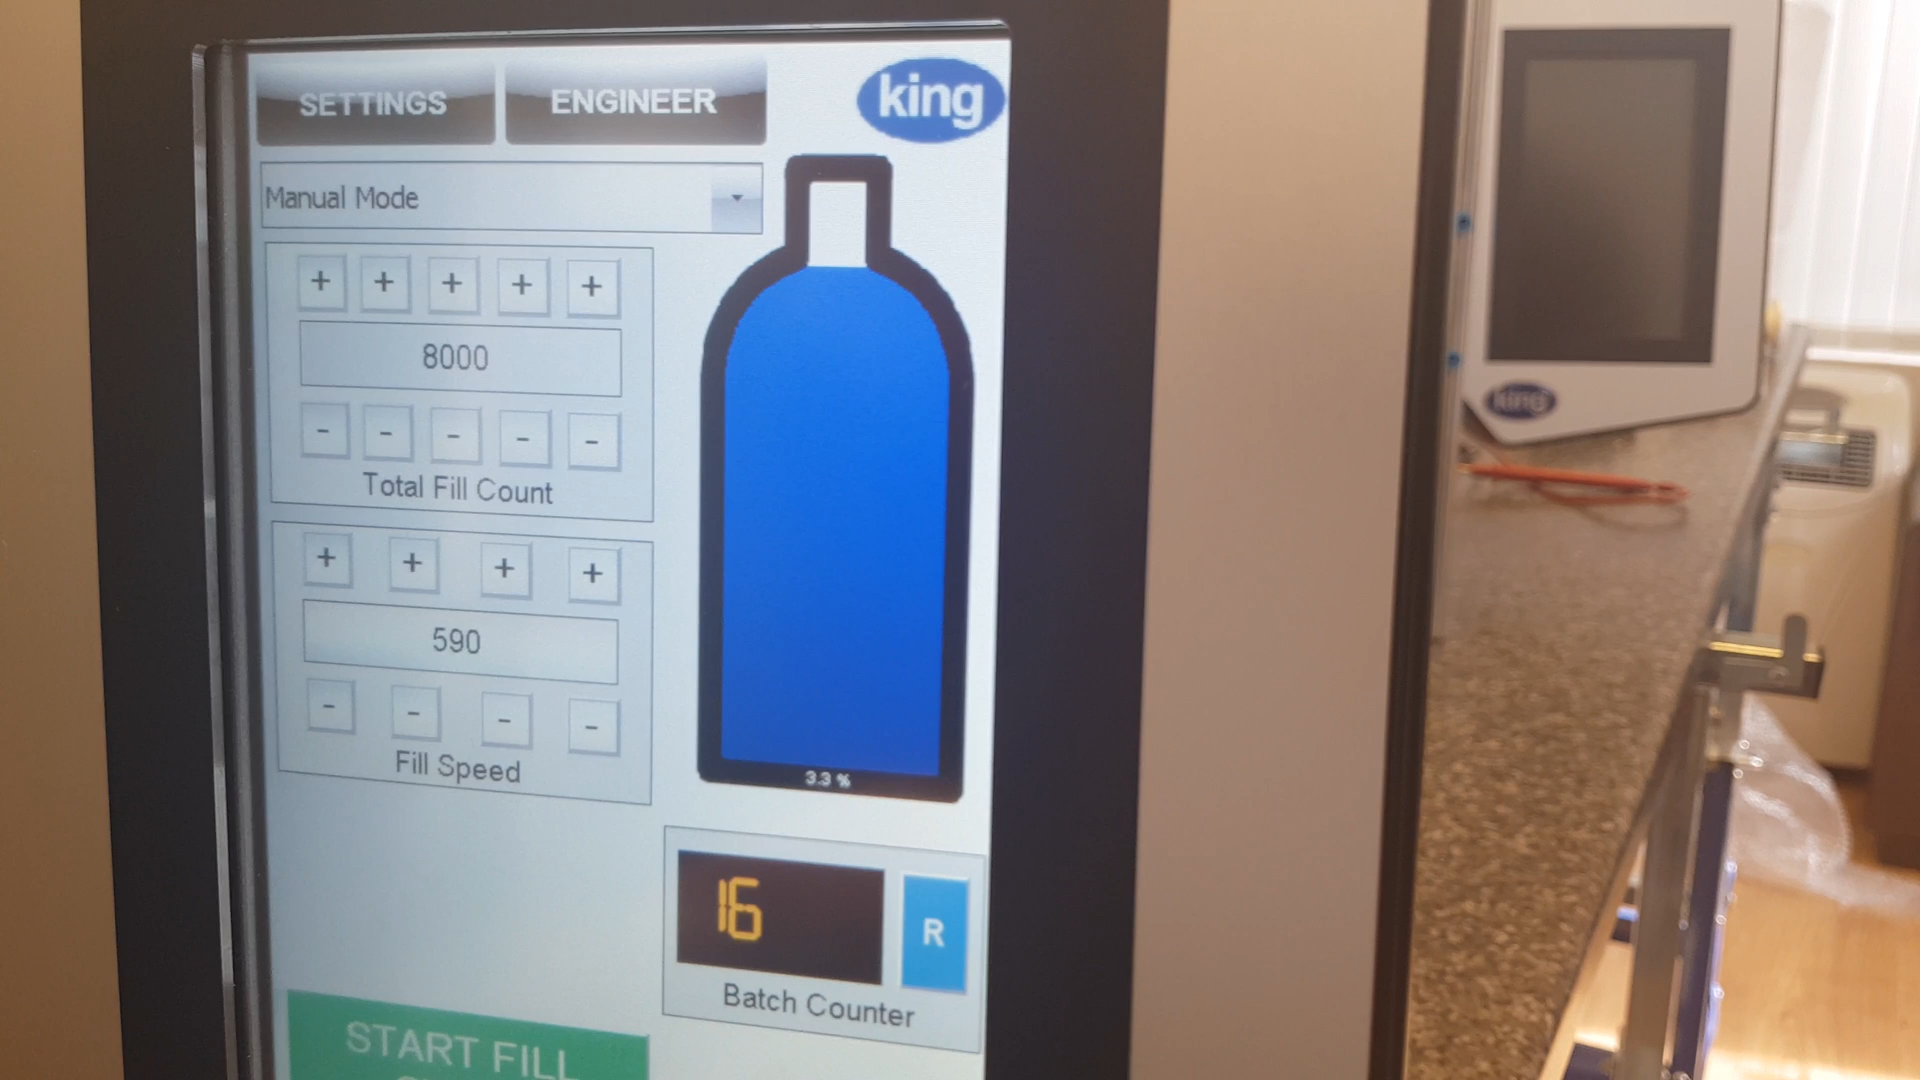 SETTINGS
ENGINEER
king
Manual Mode
+ + + + +
8000
- - - - -
Total Fill Count
+ + + +
590
- - - -
Fill Speed
3.3 %
16
R
Batch Counter
START FILL
king